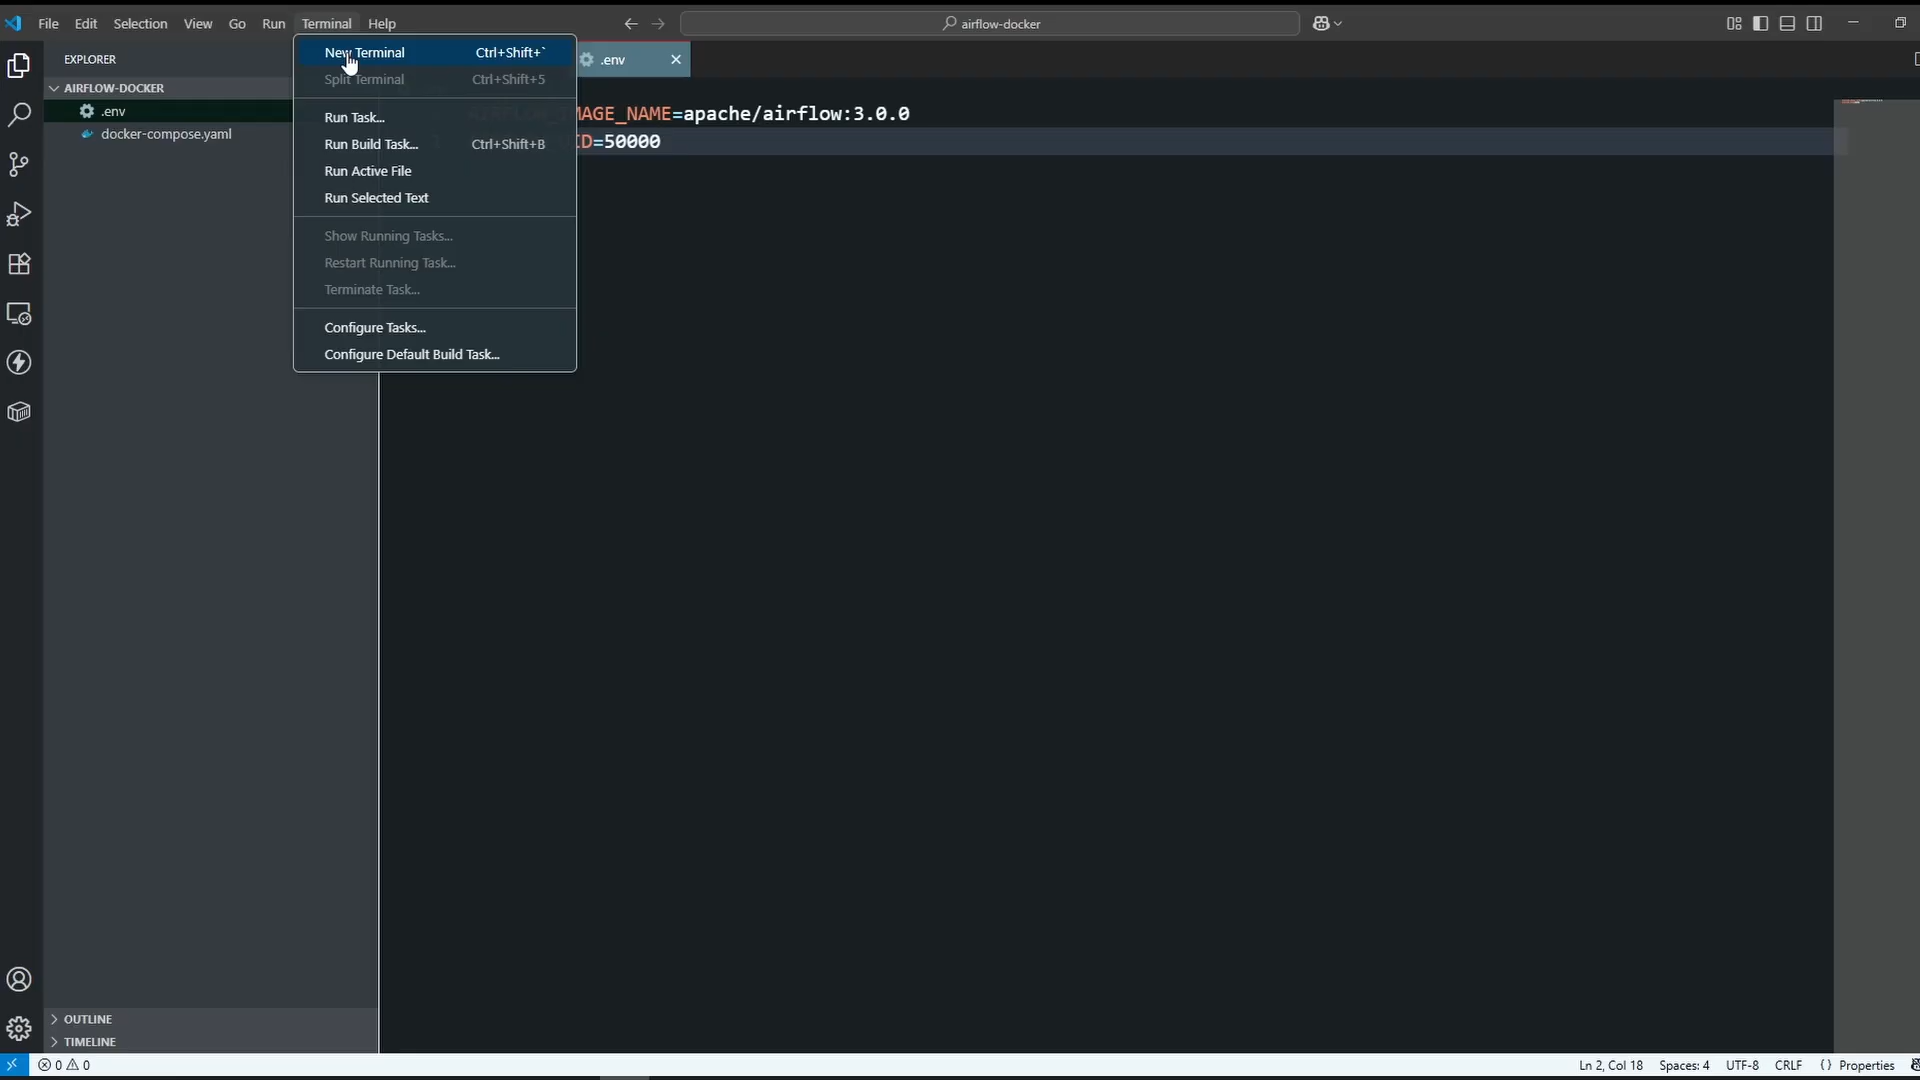 File Edit Selection View Go Run Terminal Help
airflow-docker
EXPLORER
AIRFLOW-DOCKER
.env
docker-compose.yaml
New Terminal Ctrl+Shift+`
Split Terminal Ctrl+Shift+5
Run Task...
Run Build Task... Ctrl+Shift+B
Run Active File
Run Selected Text
Show Running Tasks...
Restart Running Task...
Terminate Task...
Configure Tasks...
Configure Default Build Task...
.env
MAGE_NAME=apache/airflow:3.0.0
ID=50000
OUTLINE
TIMELINE
0 0
Ln 2, Col 18 Spaces: 4 UTF-8 CRLF {} Properties